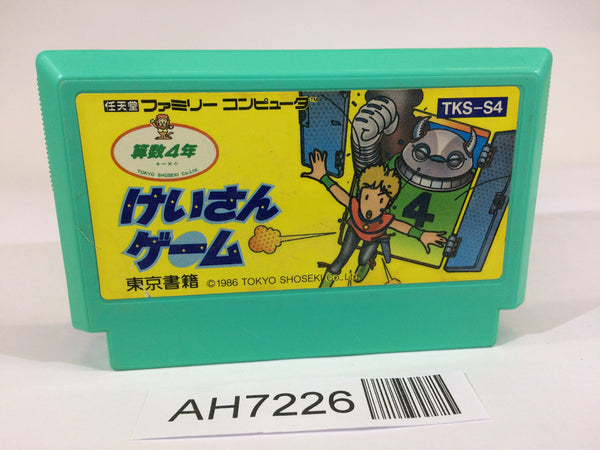 任天堂 ファミリー コンピュータ™
TKS-S4
算数4年
+-×÷
TOKYO SHOSEKI Co.,Ltd.
けいさん
ゲーム
4
東京書籍 ©1986 TOKYO SHOSEKI Co.,Ltd.
AH7226